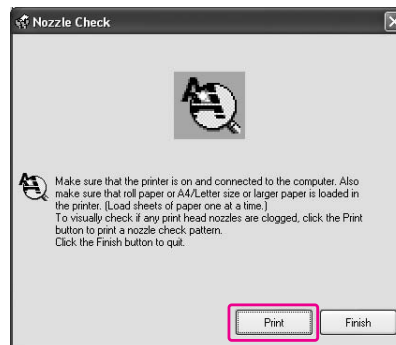 Nozzle Check
Make sure that the printer is on and connected to the computer. Also
make sure that roll paper or A4/Letter size or larger paper is loaded in
the printer. (Load sheets of paper one at a time.)
To visually check if any print head nozzles are clogged, click the Print
button to print a nozzle check pattern.
Click the Finish button to quit.
Print
Finish